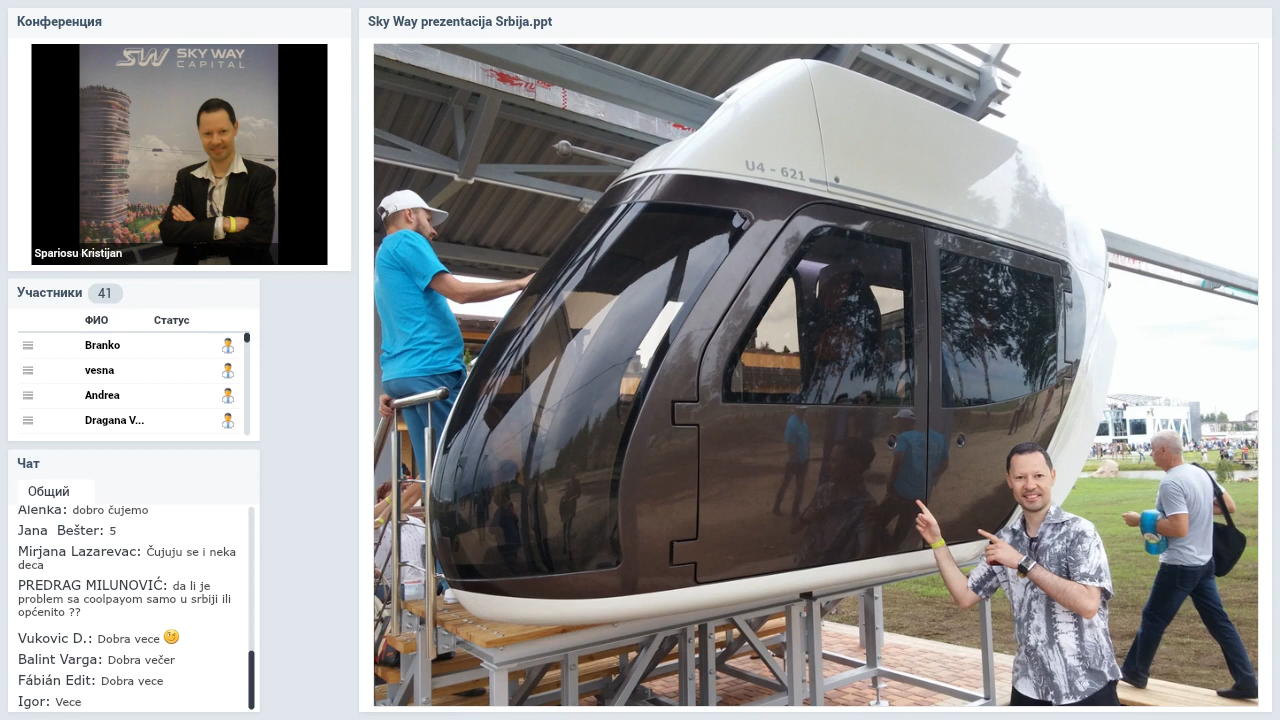 Конференция
SW SKY WAY
CAPITAL
Spariosu Kristijan
Участники 41
ФИО Статус
Branko
vesna
Andrea
Dragana V...
Чат
Общий
Alenka: dobro čujemo
Jana Bešter: 5
Mirjana Lazarevac: Čujuju se i neka
deca
PREDRAG MILUNOVIĆ: da li je
problem sa coolpayom samo u srbiji ili
općenito ??
Vukovic D.: Dobra vece
Balint Varga: Dobra večer
Fábián Edit: Dobra vece
Igor: Vece
Sky Way prezentacija Srbija.ppt
U4 - 621